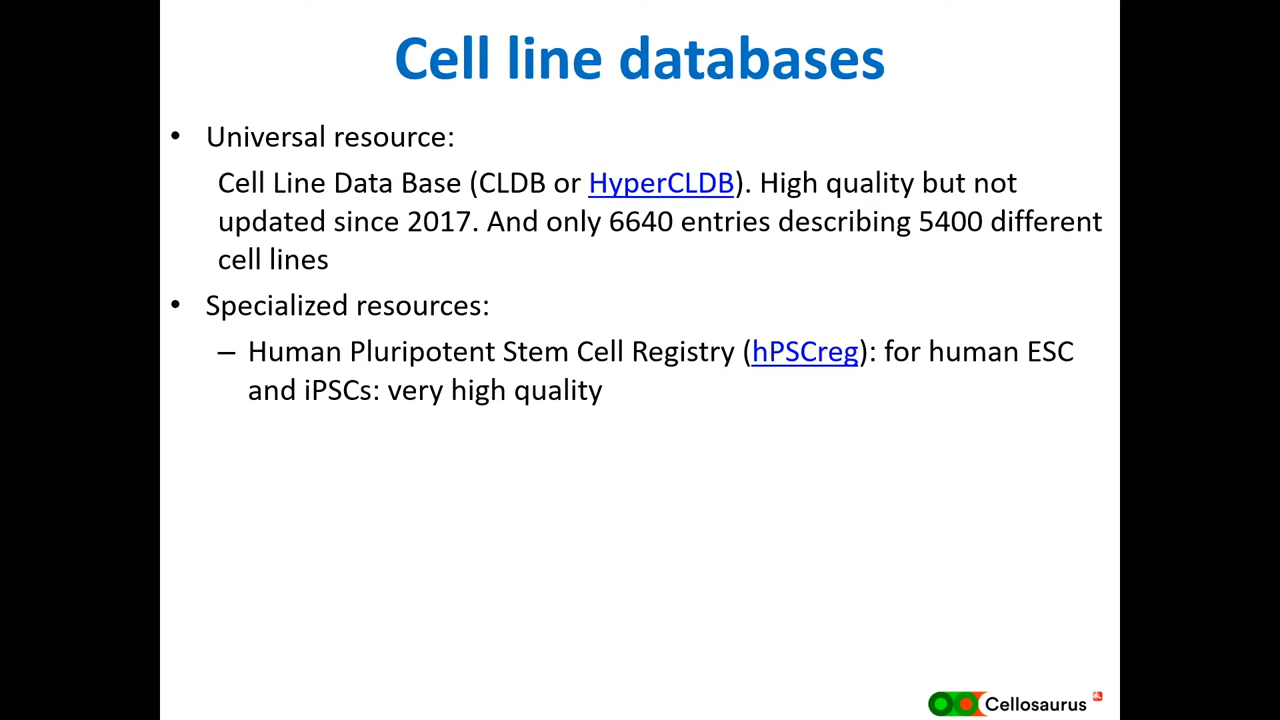 Cell line databases
• Universal resource:
Cell Line Data Base (CLDB or HyperCLDB). High quality but not
updated since 2017. And only 6640 entries describing 5400 different
cell lines
• Specialized resources:
– Human Pluripotent Stem Cell Registry (hPSCreg): for human ESC
and iPSCs: very high quality
Cellosaurus